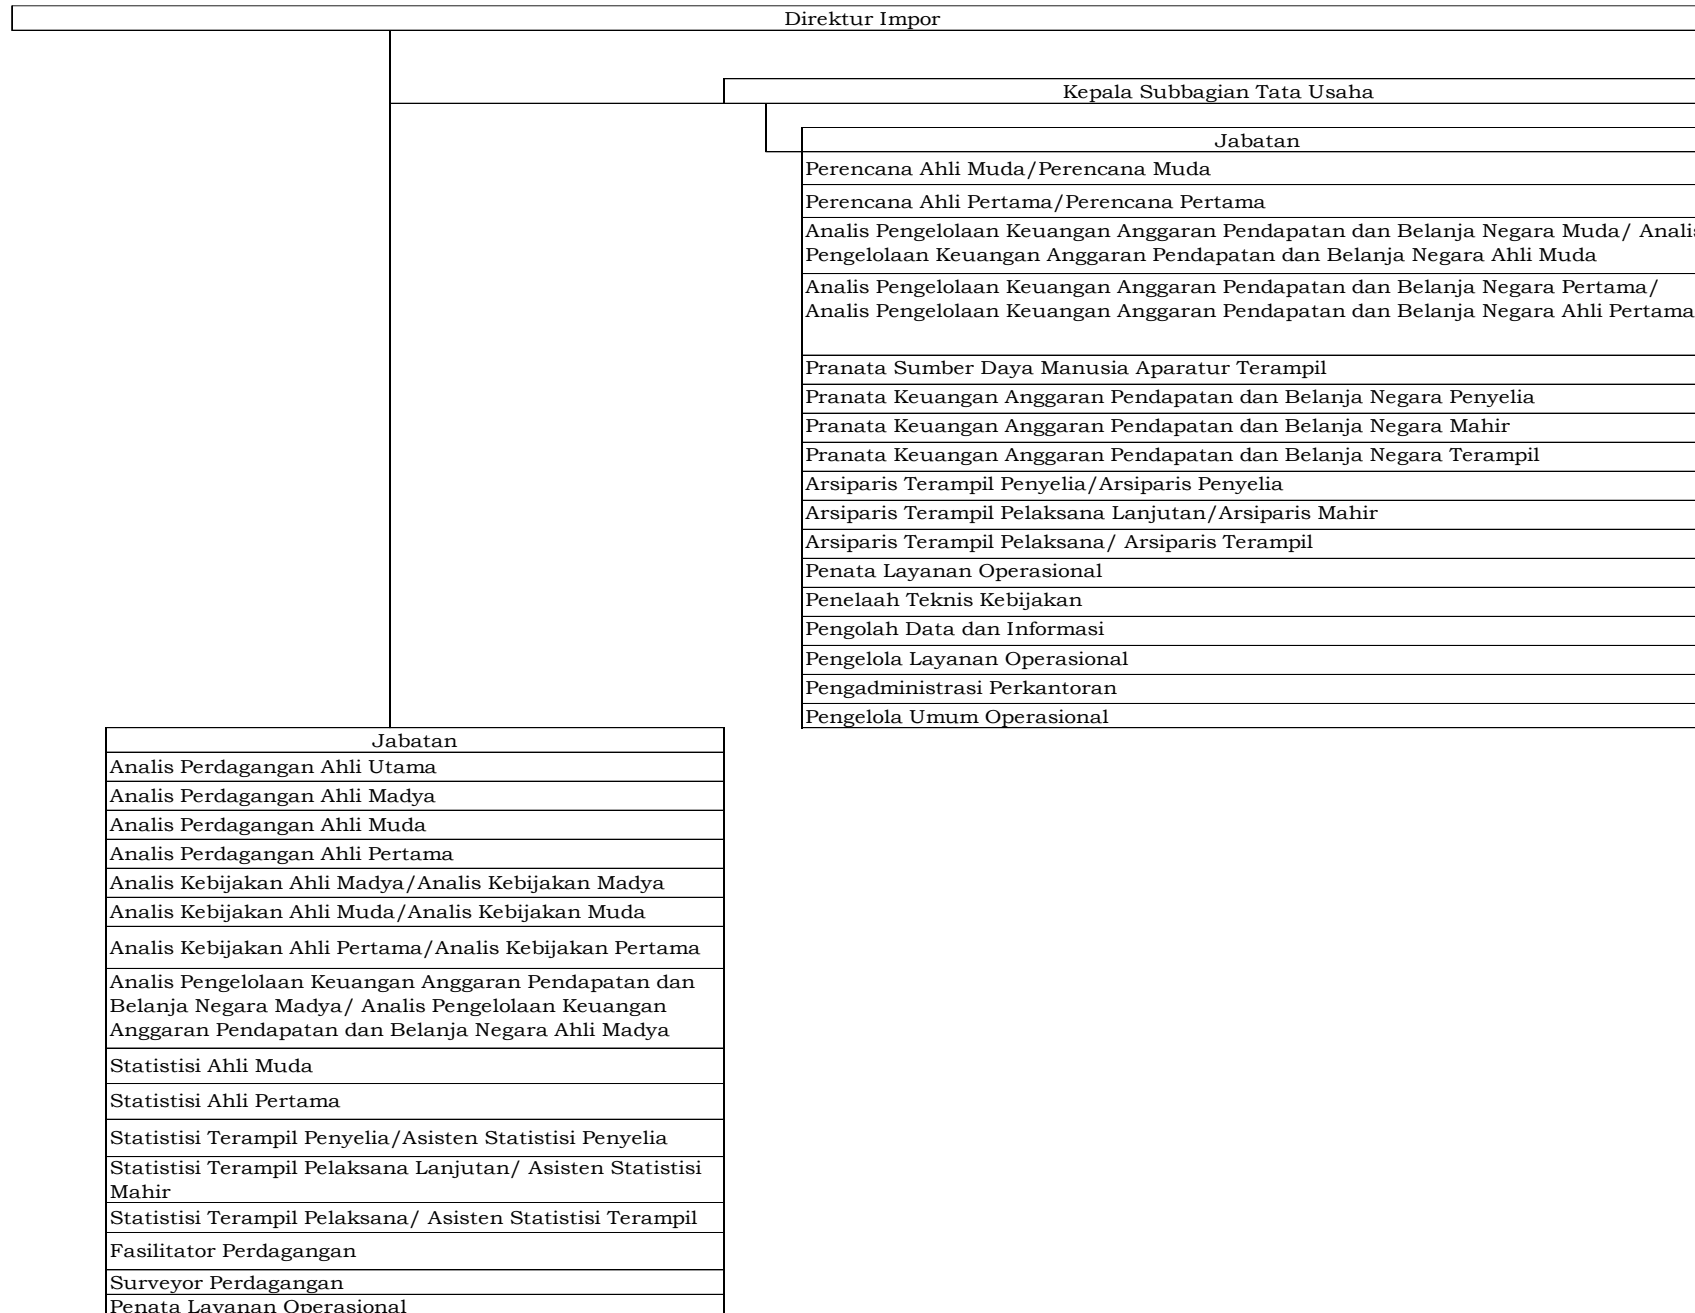 Direktur Impor
Kepala Subbagian Tata Usaha
Jabatan
Perencana Ahli Muda/Perencana Muda
Perencana Ahli Pertama/Perencana Pertama
Analis Pengelolaan Keuangan Anggaran Pendapatan dan Belanja Negara Muda/ Analis
Pengelolaan Keuangan Anggaran Pendapatan dan Belanja Negara Ahli Muda
Analis Pengelolaan Keuangan Anggaran Pendapatan dan Belanja Negara Pertama/
Analis Pengelolaan Keuangan Anggaran Pendapatan dan Belanja Negara Ahli Pertama
Pranata Sumber Daya Manusia Aparatur Terampil
Pranata Keuangan Anggaran Pendapatan dan Belanja Negara Penyelia
Pranata Keuangan Anggaran Pendapatan dan Belanja Negara Mahir
Pranata Keuangan Anggaran Pendapatan dan Belanja Negara Terampil
Arsiparis Terampil Penyelia/Arsiparis Penyelia
Arsiparis Terampil Pelaksana Lanjutan/Arsiparis Mahir
Arsiparis Terampil Pelaksana/ Arsiparis Terampil
Penata Layanan Operasional
Penelaah Teknis Kebijakan
Pengolah Data dan Informasi
Pengelola Layanan Operasional
Pengadministrasi Perkantoran
Pengelola Umum Operasional
Jabatan
Analis Perdagangan Ahli Utama
Analis Perdagangan Ahli Madya
Analis Perdagangan Ahli Muda
Analis Perdagangan Ahli Pertama
Analis Kebijakan Ahli Madya/Analis Kebijakan Madya
Analis Kebijakan Ahli Muda/Analis Kebijakan Muda
Analis Kebijakan Ahli Pertama/Analis Kebijakan Pertama
Analis Pengelolaan Keuangan Anggaran Pendapatan dan
Belanja Negara Madya/ Analis Pengelolaan Keuangan
Anggaran Pendapatan dan Belanja Negara Ahli Madya
Statistisi Ahli Muda
Statistisi Ahli Pertama
Statistisi Terampil Penyelia/Asisten Statistisi Penyelia
Statistisi Terampil Pelaksana Lanjutan/ Asisten Statistisi
Mahir
Statistisi Terampil Pelaksana/ Asisten Statistisi Terampil
Fasilitator Perdagangan
Surveyor Perdagangan
Penata Layanan Operasional